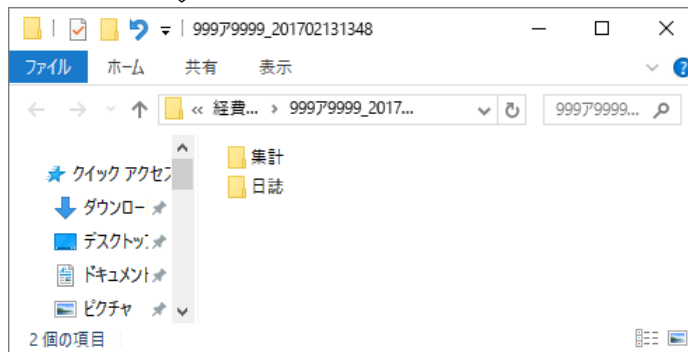 999ア9999_201702131348
ファイル ホーム 共有 表示
« 経費... › 999ア9999_2017...
999ア9999...
クイック アクセス
集計
日誌
ダウンロー
デスクトップ
ドキュメント
ピクチャ
2 個の項目